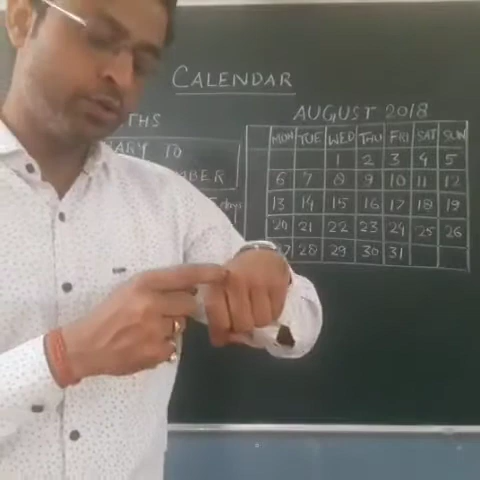 CALENDAR
AUGUST 2018
MON TUE WED THU FRI SAT SUN
1 2 3 4 5
6 7 8 9 10 11 12
13 14 15 16 17 18 19
20 21 22 23 24 25 26
28 29 30 31
THS
ARY TO
BER
days